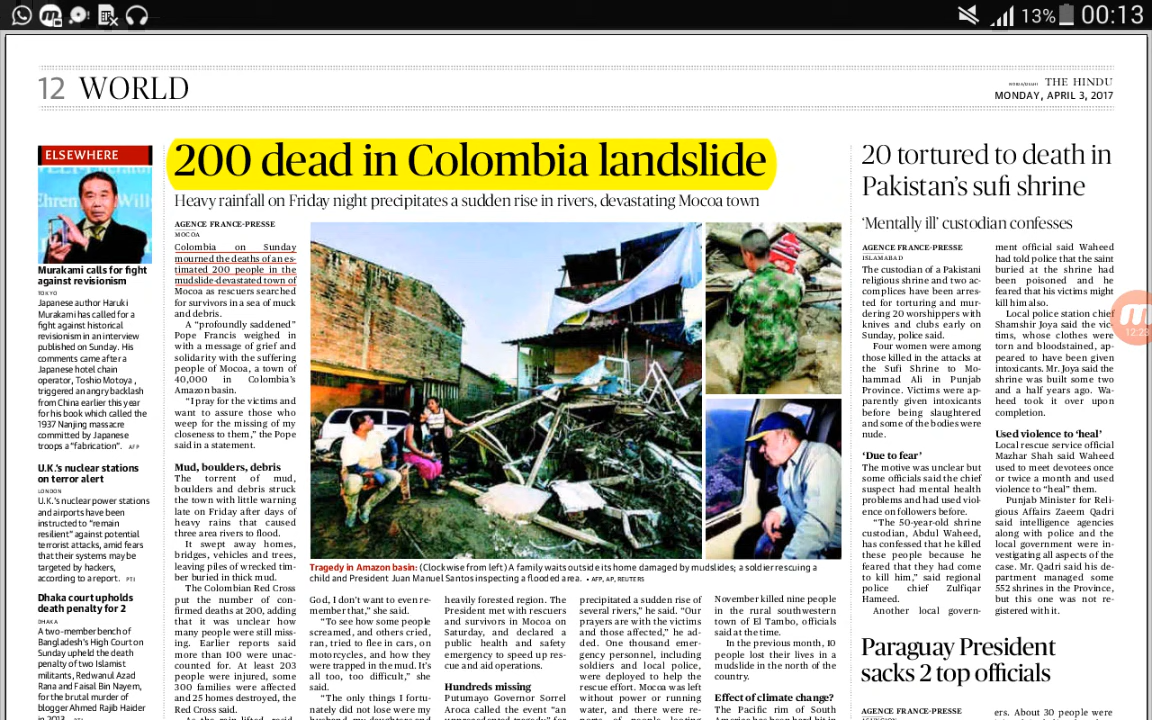 13% 00:13
12 WORLD
THE HINDU
MONDAY, APRIL 3, 2017
ELSEWHERE
Murakami calls for fight
against revisionism
TOKYO
Japanese author Haruki
Murakami has called for a
fight against historical
revisionism in an interview
published on Sunday. His
comments came after a
Japanese hotel chain
operator, Toshio Motoya ,
triggered an angry backlash
from China earlier this year
for his book which called the
1937 Nanjing massacre
committed by Japanese
troops a “fabrication”. AFP
U.K.’s nuclear stations
on terror alert
LONDON
U.K.’s nuclear power stations
and airports have been
instructed to “remain
resilient” against potential
terrorist attacks, amid fears
that their systems may be
targeted by hackers,
according to a report. PTI
Dhaka court upholds
death penalty for 2
DHAKA
A two-member bench of
Bangladesh’s High Court on
Sunday upheld the death
penalty of two Islamist
militants, Redwanul Azad
Rana and Faisal Bin Nayem,
for the brutal murder of
blogger Ahmed Rajib Haider
in 2013. PTI
200 dead in Colombia landslide
Heavy rainfall on Friday night precipitates a sudden rise in rivers, devastating Mocoa town
AGENCE FRANCE-PRESSE
MOCOA
Colombia on Sunday
mourned the deaths of an es-
timated 200 people in the
mudslide-devastated town of
Mocoa as rescuers searched
for survivors in a sea of muck
and debris.
A “profoundly saddened”
Pope Francis weighed in
with a message of grief and
solidarity with the suffering
people of Mocoa, a town of
40,000 in Colombia’s
Amazon basin.
“I pray for the victims and
want to assure those who
weep for the missing of my
closeness to them,” the Pope
said in a statement.
Mud, boulders, debris
The torrent of mud,
boulders and debris struck
the town with little warning
late on Friday after days of
heavy rains that caused
three area rivers to flood.
It swept away homes,
bridges, vehicles and trees,
leaving piles of wrecked tim-
ber buried in thick mud.
The Colombian Red Cross
put the number of con-
firmed deaths at 200, adding
that it was unclear how
many people were still miss-
ing. Earlier reports said
more than 100 were unac-
counted for. At least 203
people were injured, some
300 families were affected
and 25 homes destroyed, the
Red Cross said.
Tragedy in Amazon basin: (Clockwise from left) A family waits outside its home damaged by mudslides; a soldier rescuing a
child and President Juan Manuel Santos inspecting a flooded area. • AFP, AP, REUTERS
God, I don’t want to even re-
member that,” she said.
“To see how some people
screamed, and others cried,
ran, tried to flee in cars, on
motorcycles, and how they
were trapped in the mud. It’s
all too, too difficult,” she
said.
“The only things I fortu-
nately did not lose were my
heavily forested region. The
President met with rescuers
and survivors in Mocoa on
Saturday, and declared a
public health and safety
emergency to speed up res-
cue and aid operations.
Hundreds missing
Putumayo Governor Sorrel
Aroca called the event “an
precipitated a sudden rise of
several rivers,” he said. “Our
prayers are with the victims
and those affected,” he ad-
ded. One thousand emer-
gency personnel, including
soldiers and local police,
were deployed to help the
rescue effort. Mocoa was left
without power or running
water, and there were re-
November killed nine people
in the rural southwestern
town of El Tambo, officials
said at the time.
In the previous month, 10
people lost their lives in a
mudslide in the north of the
country.
Effect of climate change?
The Pacific rim of South
20 tortured to death in
Pakistan’s sufi shrine
‘Mentally ill’ custodian confesses
AGENCE FRANCE-PRESSE
ISLAMABAD
The custodian of a Pakistani
religious shrine and two ac-
complices have been arres-
ted for torturing and mur-
dering 20 worshippers with
knives and clubs early on
Sunday, police said.
Four women were among
those killed in the attacks at
the Sufi Shrine to Mo-
hammad Ali in Punjab
Province. Victims were ap-
parently given intoxicants
before being slaughtered
and some of the bodies were
nude.
‘Due to fear’
The motive was unclear but
some officials said the chief
suspect had mental health
problems and had used viol-
ence on followers before.
“The 50-year-old shrine
custodian, Abdul Waheed,
has confessed that he killed
these people because he
feared that they had come
to kill him,” said regional
police chief Zulfiqar
Hameed.
Another local govern-
ment official said Waheed
had told police that the saint
buried at the shrine had
been poisoned and he
feared that his victims might
kill him also.
Local police station chief
Shamshir Joya said the vic-
tims, whose clothes were
torn and bloodstained, ap-
peared to have been given
intoxicants. Mr. Joya said the
shrine was built some two
and a half years ago. Wa-
heed took it over upon
completion.
Used violence to ‘heal’
Local rescue service official
Mazhar Shah said Waheed
used to meet devotees once
or twice a month and used
violence to “heal” them.
Punjab Minister for Reli-
gious Affairs Zaeem Qadri
said intelligence agencies
along with police and the
local government were in-
vestigating all aspects of the
case. Mr. Qadri said his de-
partment managed some
552 shrines in the Province,
but this one was not re-
gistered with it.
Paraguay President
sacks 2 top officials
AGENCE FRANCE-PRESSE
ers. About 30 people were
12:23